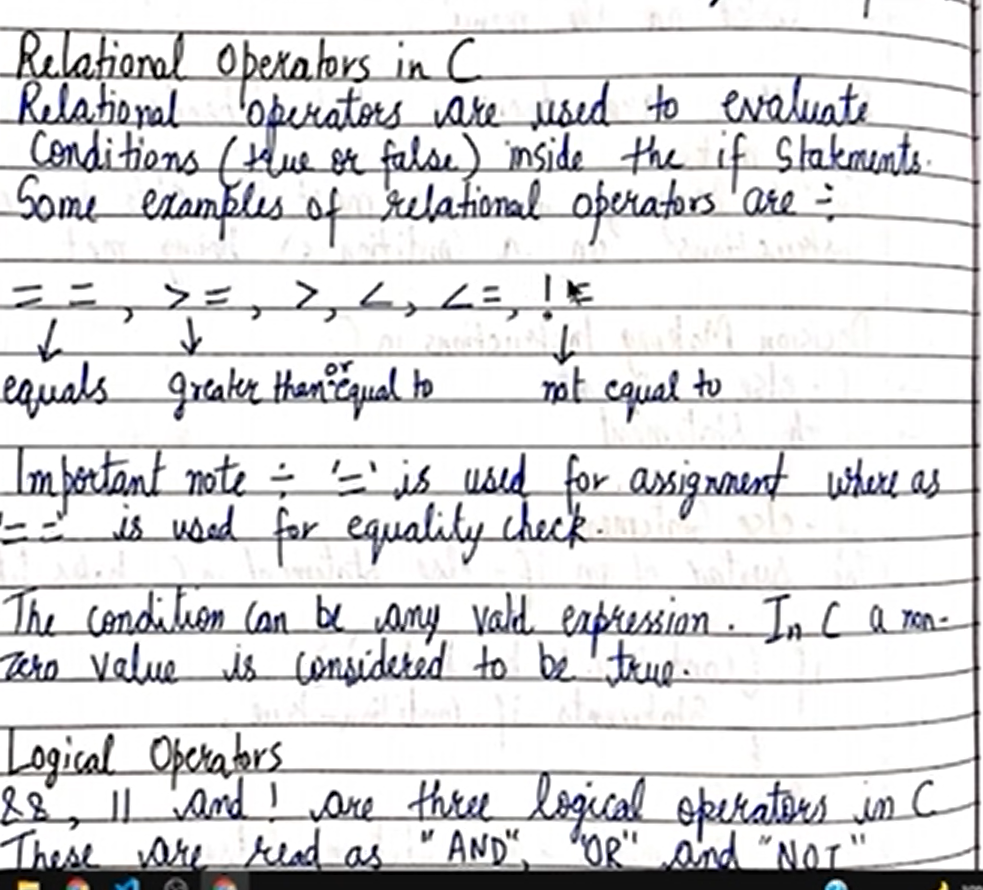 Relational Operators in C
Relational operators are used to evaluate
Conditions (true or false) inside the if Statements.
Some examples of relational operators are ÷
= = , > = , > , < , < = , ! =
equals greater than or equal to not equal to
Important note ÷ '=' is used for assignment where as
'= =' is used for equality check.
The condition can be any valid expression. In C a non-
zero value is considered to be true.
Logical Operators
&&, || and ! are three logical operators in C
These are read as "AND", "OR" and "NOT"